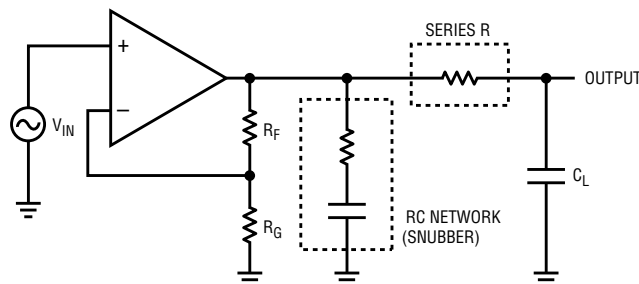 SERIES R
OUTPUT
+
−
V_IN
R_F
R_G
C_L
RC NETWORK
(SNUBBER)